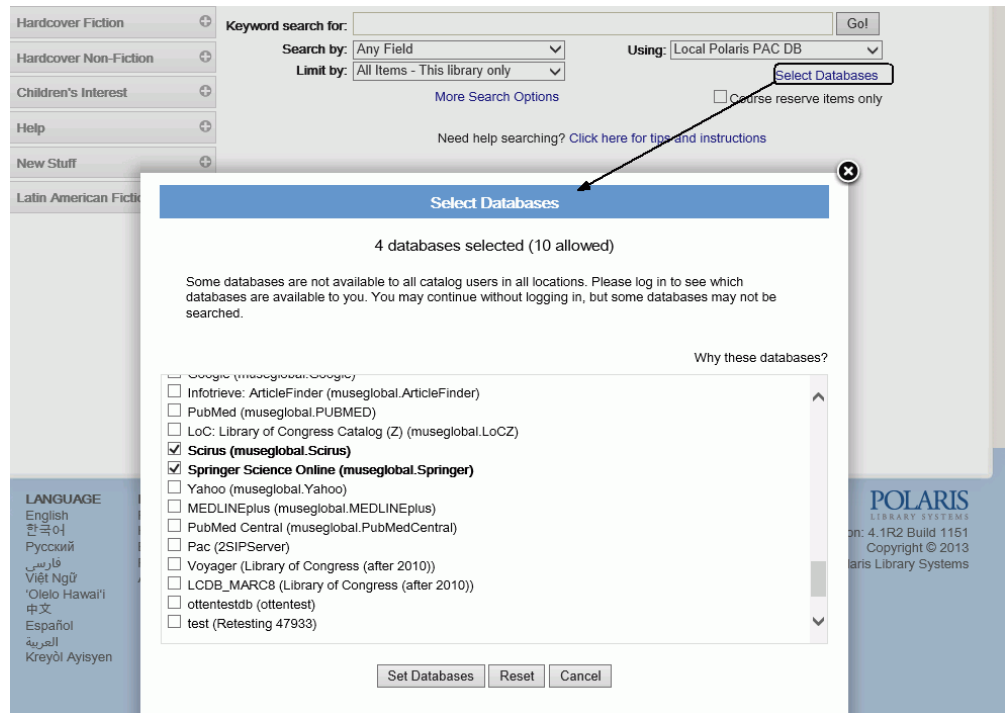 Hardcover Fiction
Hardcover Non-Fiction
Children's Interest
Help
New Stuff
Latin American
Keyword search for:
Go!
Search by: Any Field
Using: Local Polaris PAC DB
Limit by: All Items - This library only
Select Databases
More Search Options
Course reserve items only
Need help searching? Click here for tips and instructions
Select Databases
4 databases selected (10 allowed)
Some databases are not available to all catalog users in all locations. Please log in to see which
databases are available to you. You may continue without logging in, but some databases may not be
searched.
Why these databases?
Google (museglobal.Google)
Infotrieve: ArticleFinder (museglobal.ArticleFinder)
PubMed (museglobal.PUBMED)
LoC: Library of Congress Catalog (Z) (museglobal.LoCZ)
Scirus (museglobal.Scirus)
Springer Science Online (museglobal.Springer)
Yahoo (museglobal.Yahoo)
MEDLINEplus (museglobal.MEDLINEplus)
PubMed Central (museglobal.PubMedCentral)
Pac (2SIPServer)
Voyager (Library of Congress (after 2010))
LCDB_MARC8 (Library of Congress (after 2010))
ottentestdb (ottentest)
test (Retesting 47933)
Set Databases
Reset
Cancel
LANGUAGE
English
한국어
Русский
فارسی
Việt Ngữ
'Olelo Hawai'i
中文
Español
العربية
Kreyòl Ayisyen
POLARIS
LIBRARY SYSTEMS
4.1R2 Build 1151
Copyright © 2013
Library Systems